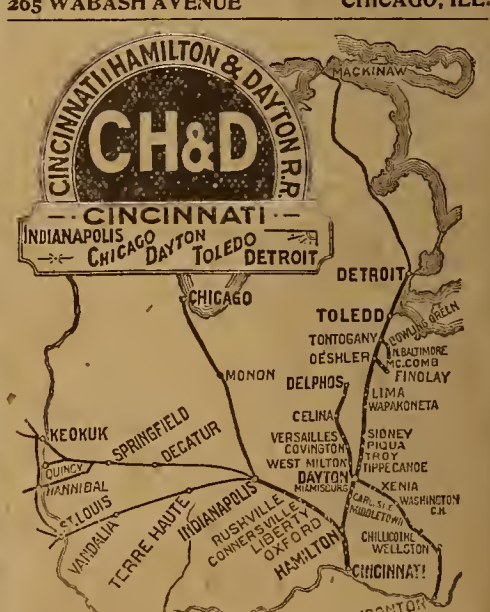 265 WABASH AVENUE CHICAGO, ILL.
CINCINNATI HAMILTON & DAYTON R.R.
CH&D
CINCINNATI
INDIANAPOLIS
CHICAGO DAYTON TOLEDO DETROIT
MACKINAW
DETROIT
CHICAGO
TOLEDO
BOWLING GREEN
TONTOGANY
N. BALTIMORE
DESHLER
MC.COMB
FINDLAY
MONON
DELPHOS
LIMA
WAPAKONETA
CELINA
KEOKUK
SPRINGFIELD
DECATUR
VERSAILLES
COVINGTON
WEST MILTON
SIDNEY
PIQUA
TROY
TIPPECANOE
QUINCY
HANNIBAL
DAYTON
MIAMISBURG
XENIA
WASHINGTON
C.H.
ST. LOUIS
VANDALIA
TERRE HAUTE
INDIANAPOLIS
RUSHVILLE
CONNERSVILLE
LIBERTY
OXFORD
HAMILTON
CARLISLE
MIDDLETOWN
CHILLICOTHE
WELLSTON
CINCINNATI
IRONTON